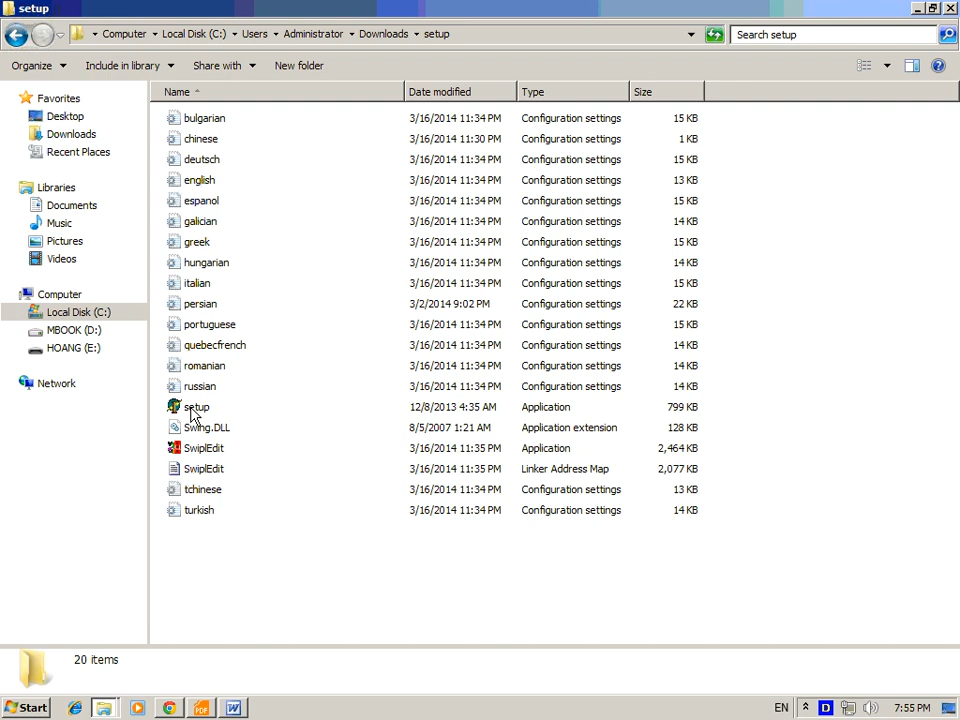 setup
Computer Local Disk (C:) Users Administrator Downloads setup Search setup
Organize Include in library Share with New folder
Name Date modified Type Size
Favorites
Desktop
Downloads
Recent Places
Libraries
Documents
Music
Pictures
Videos
Computer
Local Disk (C:)
MBOOK (D:)
HOANG (E:)
Network
bulgarian 3/16/2014 11:34 PM Configuration settings 15 KB
chinese 3/16/2014 11:30 PM Configuration settings 1 KB
deutsch 3/16/2014 11:34 PM Configuration settings 15 KB
english 3/16/2014 11:34 PM Configuration settings 13 KB
espanol 3/16/2014 11:34 PM Configuration settings 15 KB
galician 3/16/2014 11:34 PM Configuration settings 14 KB
greek 3/16/2014 11:34 PM Configuration settings 15 KB
hungarian 3/16/2014 11:34 PM Configuration settings 14 KB
italian 3/16/2014 11:34 PM Configuration settings 15 KB
persian 3/2/2014 9:02 PM Configuration settings 22 KB
portuguese 3/16/2014 11:34 PM Configuration settings 15 KB
quebecfrench 3/16/2014 11:34 PM Configuration settings 14 KB
romanian 3/16/2014 11:34 PM Configuration settings 14 KB
russian 3/16/2014 11:34 PM Configuration settings 14 KB
setup 12/8/2013 4:35 AM Application 799 KB
Swing.DLL 8/5/2007 1:21 AM Application extension 128 KB
SwiplEdit 3/16/2014 11:35 PM Application 2,464 KB
SwiplEdit 3/16/2014 11:35 PM Linker Address Map 2,077 KB
tchinese 3/16/2014 11:34 PM Configuration settings 13 KB
turkish 3/16/2014 11:34 PM Configuration settings 14 KB
20 items
Start PDF W EN D 7:55 PM